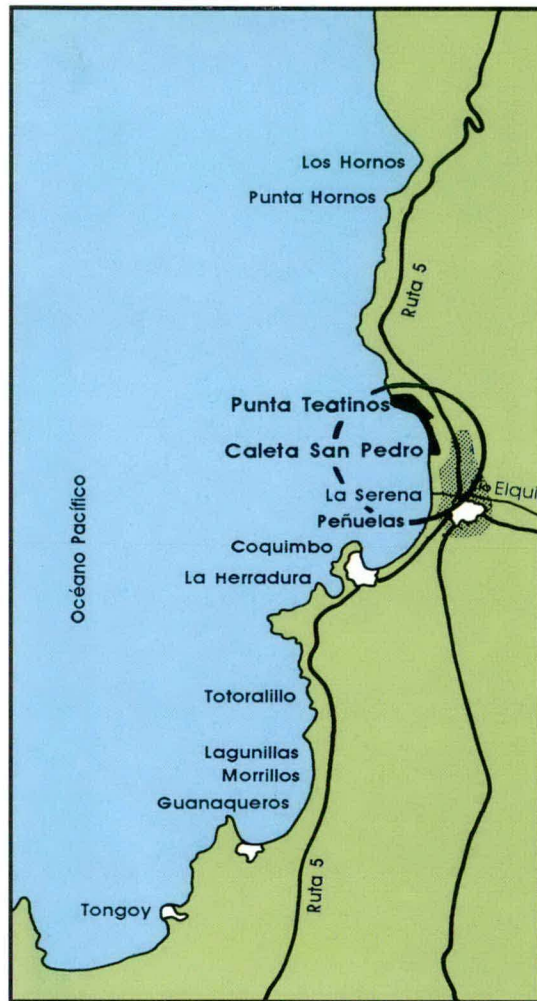 Los Hornos
Punta Hornos
Ruta 5
Punta Teatinos
Caleta San Pedro
La Serena
Elqui
Peñuelas
Océano Pacífico
Coquimbo
La Herradura
Totoralillo
Lagunillas
Morrillos
Guanaqueros
Ruta 5
Tongoy